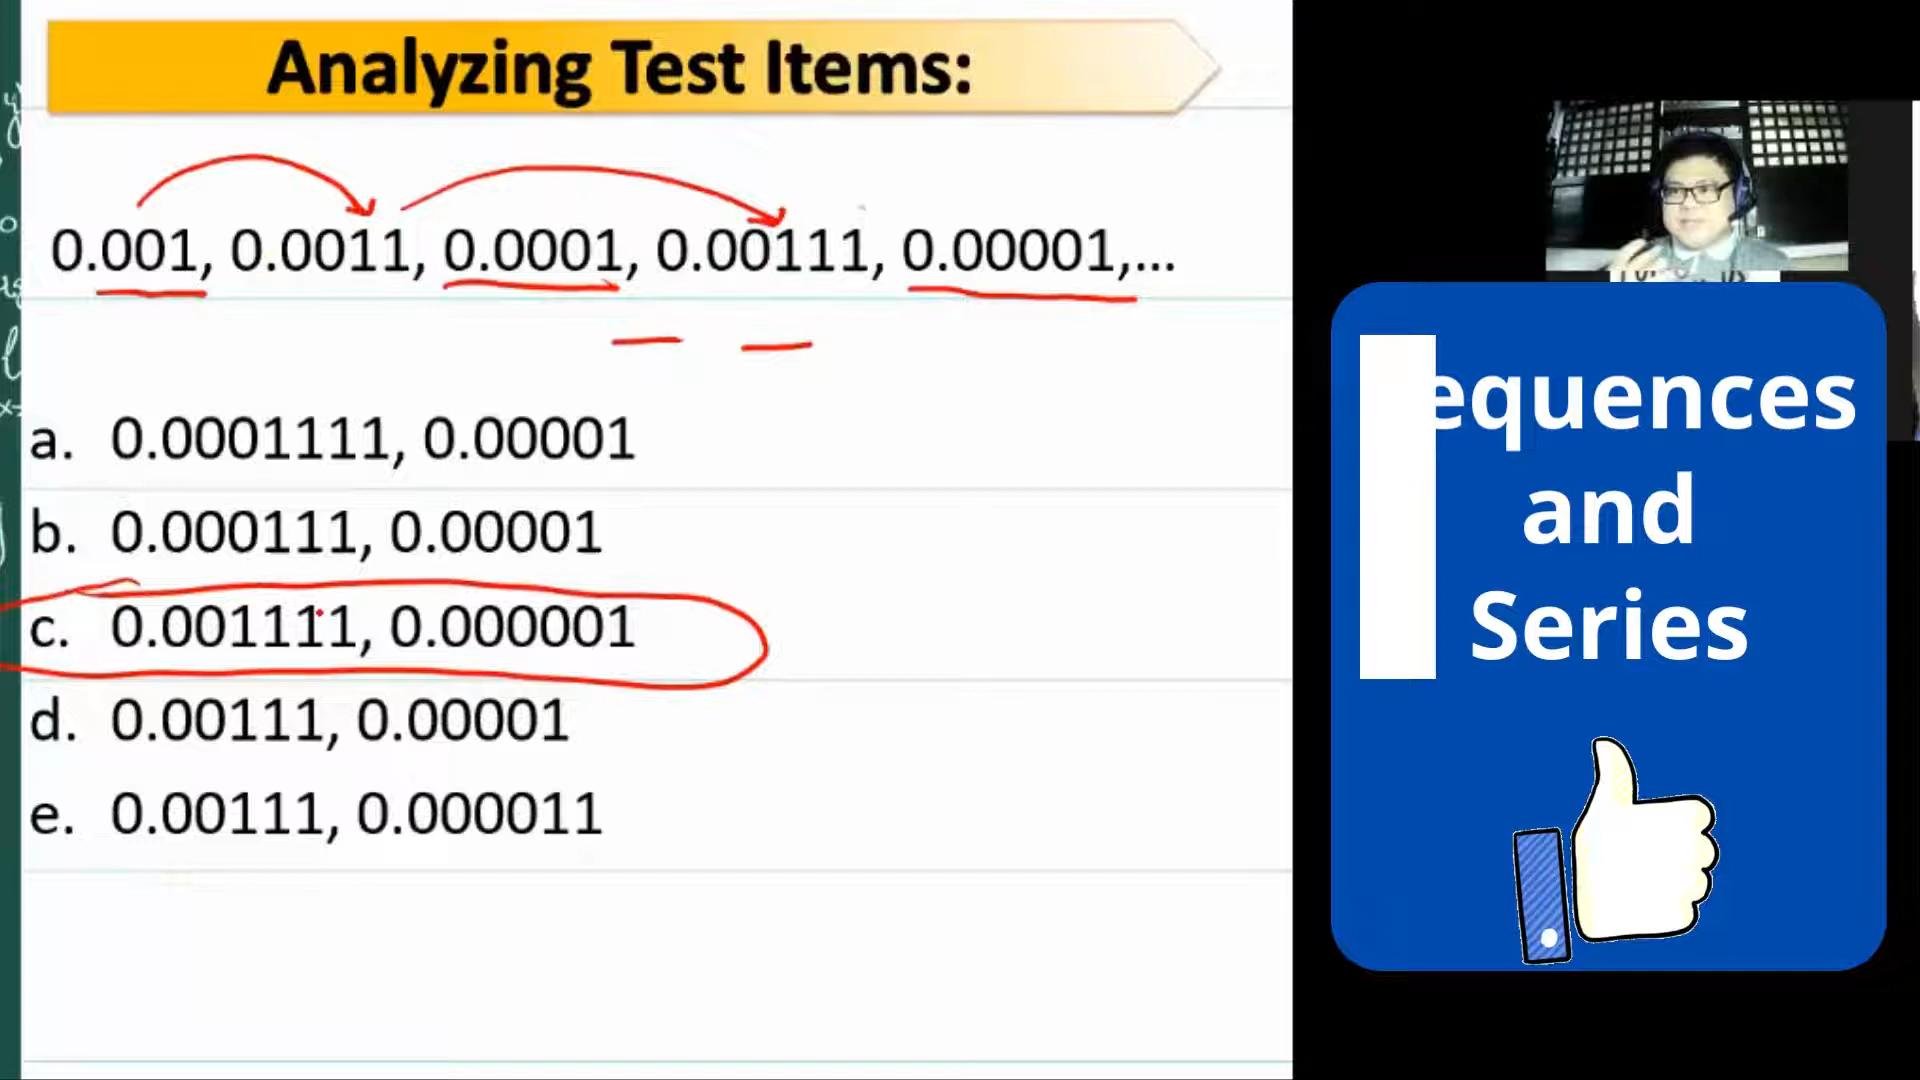 Analyzing Test Items:
0.001, 0.0011, 0.0001, 0.00111, 0.00001,...
a. 0.0001111, 0.00001
b. 0.000111, 0.00001
c. 0.001111, 0.000001
d. 0.00111, 0.00001
e. 0.00111, 0.000011
equences
and
Series